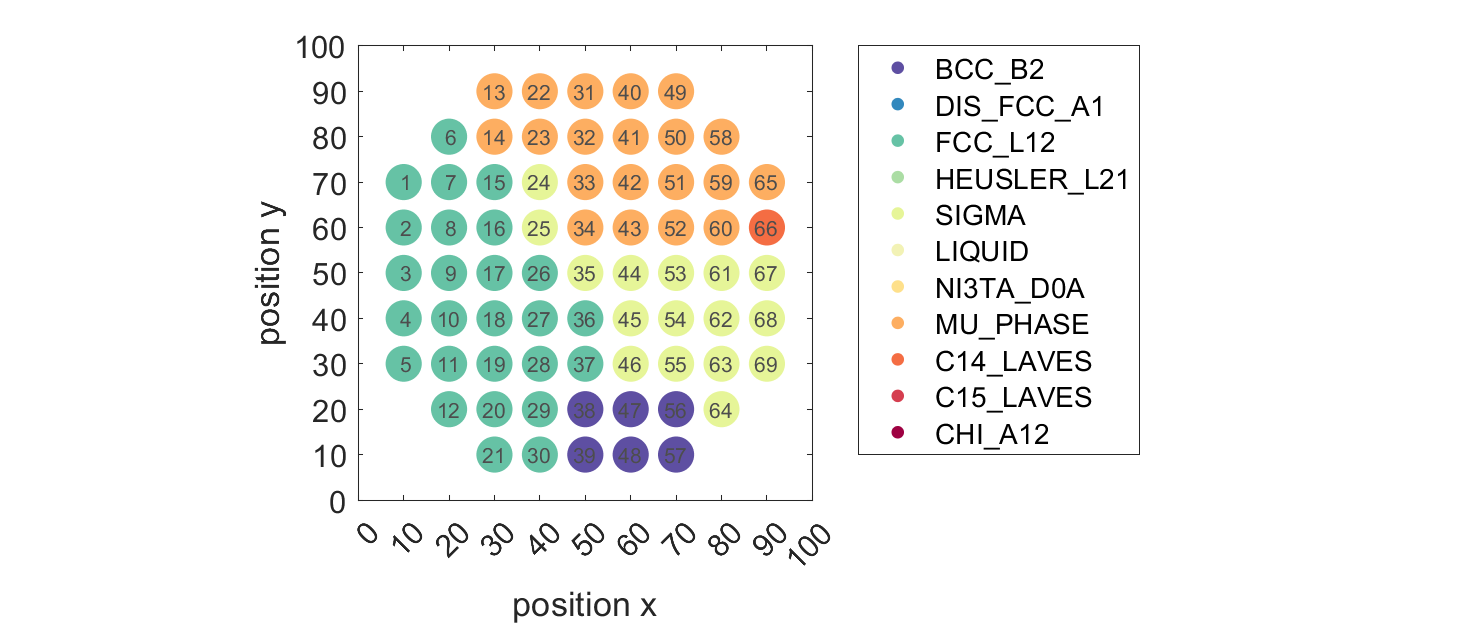 100
90 13 22 31 40 49
80 6 14 23 32 41 50 58
70 1 7 15 24 33 42 51 59 65
60 2 8 16 25 34 43 52 60 66
50 3 9 17 26 35 44 53 61 67
40 4 10 18 27 36 45 54 62 68
30 5 11 19 28 37 46 55 63 69
20 12 20 29 38 47 56 64
10 21 30 39 48 57
0
position y
0 10 20 30 40 50 60 70 80 90 100
position x
BCC_B2
DIS_FCC_A1
FCC_L12
HEUSLER_L21
SIGMA
LIQUID
NI3TA_D0A
MU_PHASE
C14_LAVES
C15_LAVES
CHI_A12